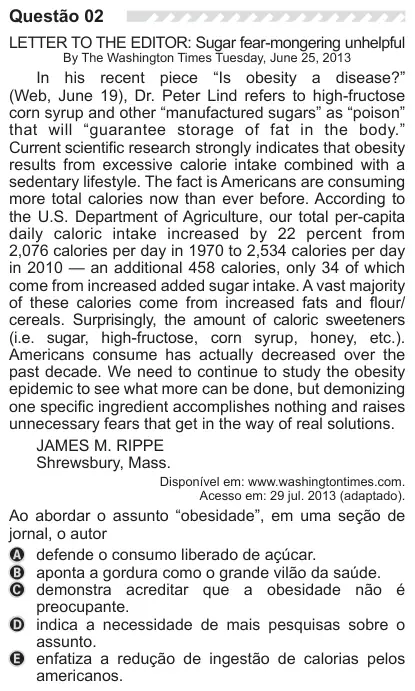 Questão 02
LETTER TO THE EDITOR: Sugar fear-mongering unhelpful
By The Washington Times Tuesday, June 25, 2013
In his recent piece “Is obesity a disease?”
(Web, June 19), Dr. Peter Lind refers to high-fructose
corn syrup and other “manufactured sugars” as “poison”
that will “guarantee storage of fat in the body.”
Current scientific research strongly indicates that obesity
results from excessive calorie intake combined with a
sedentary lifestyle. The fact is Americans are consuming
more total calories now than ever before. According to
the U.S. Department of Agriculture, our total per-capita
daily caloric intake increased by 22 percent from
2,076 calories per day in 1970 to 2,534 calories per day
in 2010 — an additional 458 calories, only 34 of which
come from increased added sugar intake. A vast majority
of these calories come from increased fats and flour/
cereals. Surprisingly, the amount of caloric sweeteners
(i.e. sugar, high-fructose, corn syrup, honey, etc.).
Americans consume has actually decreased over the
past decade. We need to continue to study the obesity
epidemic to see what more can be done, but demonizing
one specific ingredient accomplishes nothing and raises
unnecessary fears that get in the way of real solutions.
JAMES M. RIPPE
Shrewsbury, Mass.
Disponível em: www.washingtontimes.com.
Acesso em: 29 jul. 2013 (adaptado).
Ao abordar o assunto “obesidade”, em uma seção de
jornal, o autor
A defende o consumo liberado de açúcar.
B aponta a gordura como o grande vilão da saúde.
C demonstra acreditar que a obesidade não é
preocupante.
D indica a necessidade de mais pesquisas sobre o
assunto.
E enfatiza a redução de ingestão de calorias pelos
americanos.